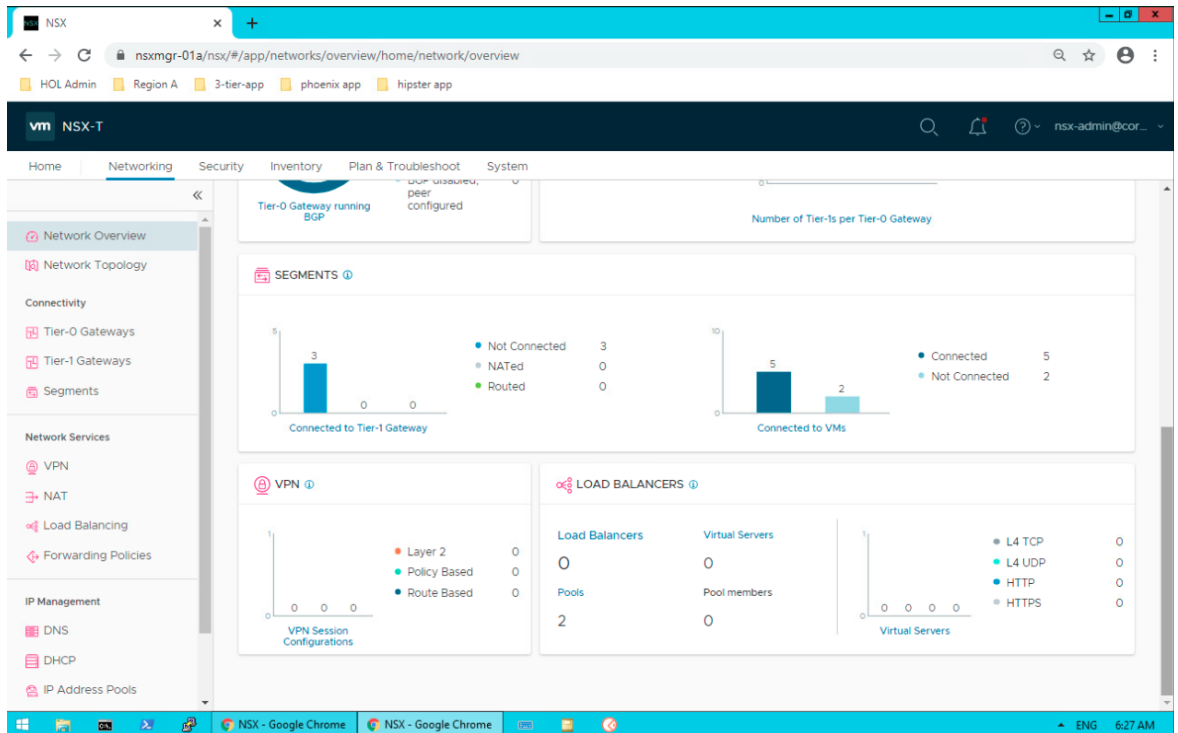 NSX
nsxmgr-01a/nsx/#/app/networks/overview/home/network/overview
HOL Admin Region A 3-tier-app phoenix app hipster app
vm NSX-T nsx-admin@cor...
Home Networking Security Inventory Plan & Troubleshoot System
Network Overview
Network Topology
Connectivity
Tier-0 Gateways
Tier-1 Gateways
Segments
Network Services
VPN
NAT
Load Balancing
Forwarding Policies
IP Management
DNS
DHCP
IP Address Pools
Tier-0 Gateway running
BGP
BGP disabled, 0
peer
configured
0
Number of Tier-1s per Tier-0 Gateway
SEGMENTS
5
3 0 0
0
Connected to Tier-1 Gateway
Not Connected 3
NATed 0
Routed 0
10
5 2
0
Connected to VMs
Connected 5
Not Connected 2
VPN
1
0 0 0
0
VPN Session
Configurations
Layer 2 0
Policy Based 0
Route Based 0
LOAD BALANCERS
Load Balancers Virtual Servers
0 0
Pools Pool members
2 0
1
0 0 0 0
0
Virtual Servers
L4 TCP 0
L4 UDP 0
HTTP 0
HTTPS 0
NSX - Google Chrome NSX - Google Chrome ENG 6:27 AM